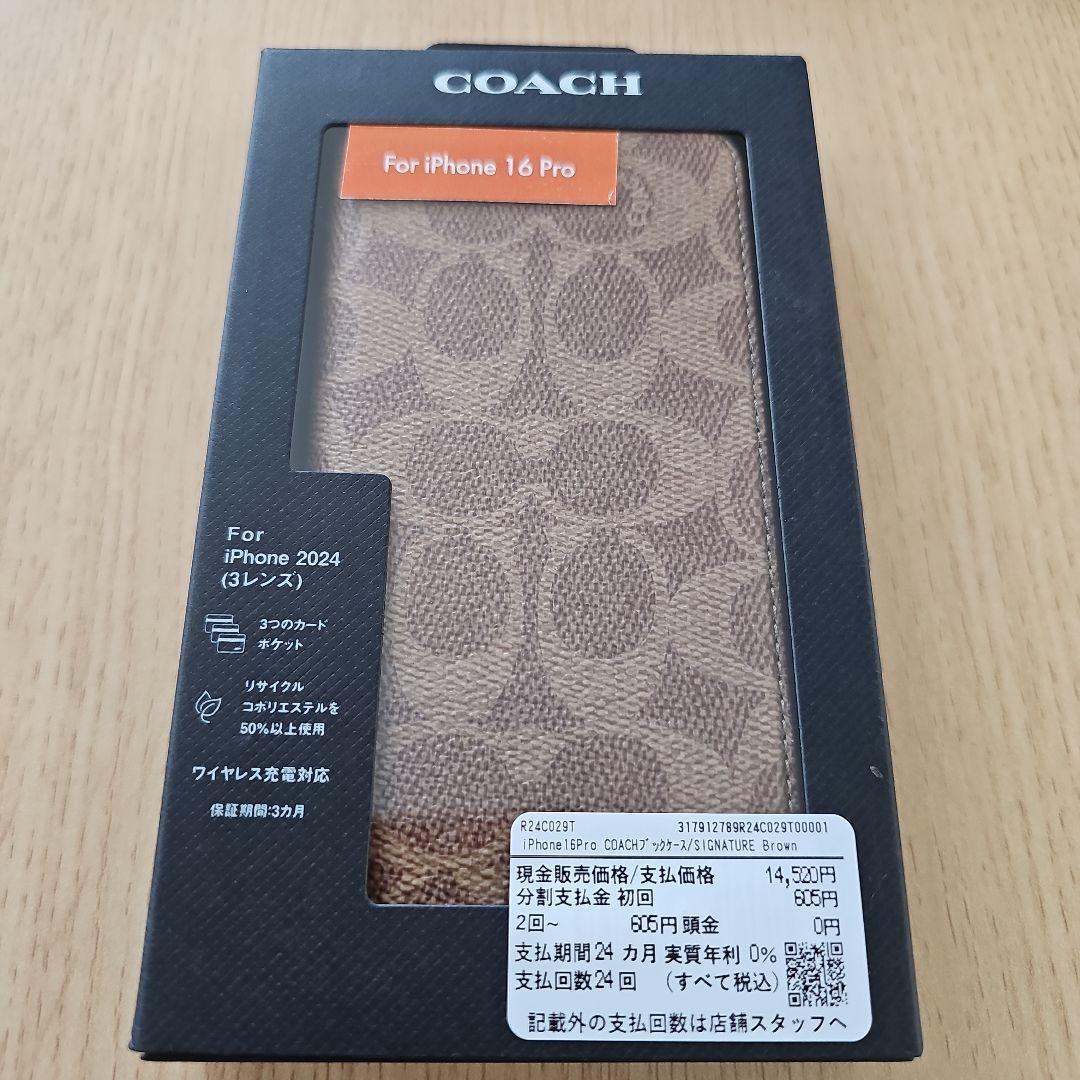 COACH
For iPhone 16 Pro
For
iPhone 2024
(3レンズ)
3つのカード
ポケット
リサイクル
コポリエステルを
50%以上使用
ワイヤレス充電対応
保証期間:3カ月
R24C029T 317912789R24C029T00001
iPhone16Pro COACHﾌﾞｯｸｹｰｽ/SIGNATURE Brown
現金販売価格/支払価格 14,520円
分割支払金 初回 605円
2回~ 605円 頭金 0円
支払期間24 カ月 実質年利 0%
支払回数24 回 (すべて税込)
記載外の支払回数は店舗スタッフへ